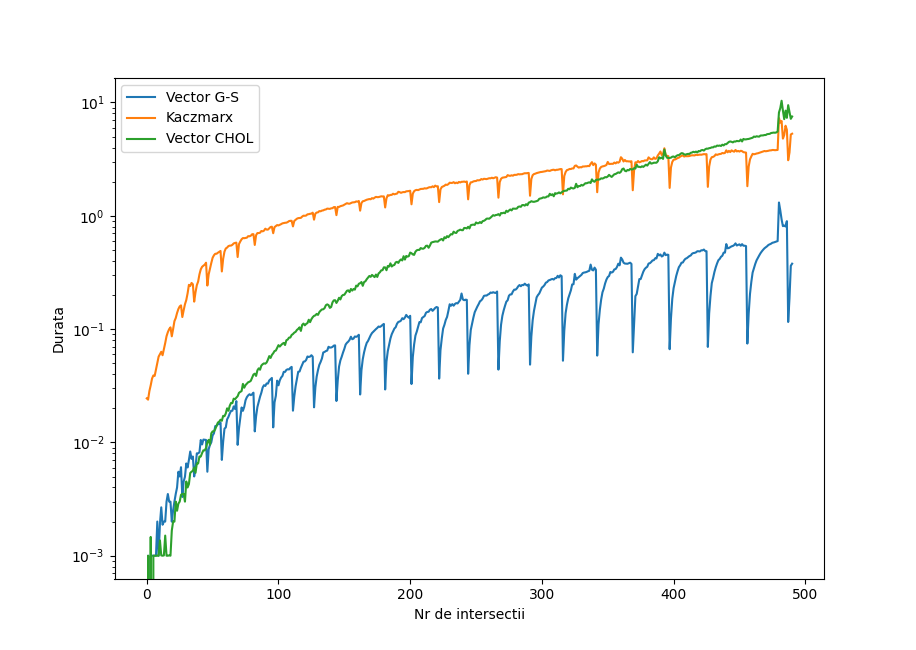 Vector G-S
Kaczmarx
Vector CHOL
10¹
10⁰
10⁻¹
10⁻²
10⁻³
Durata
0 100 200 300 400 500
Nr de intersectii